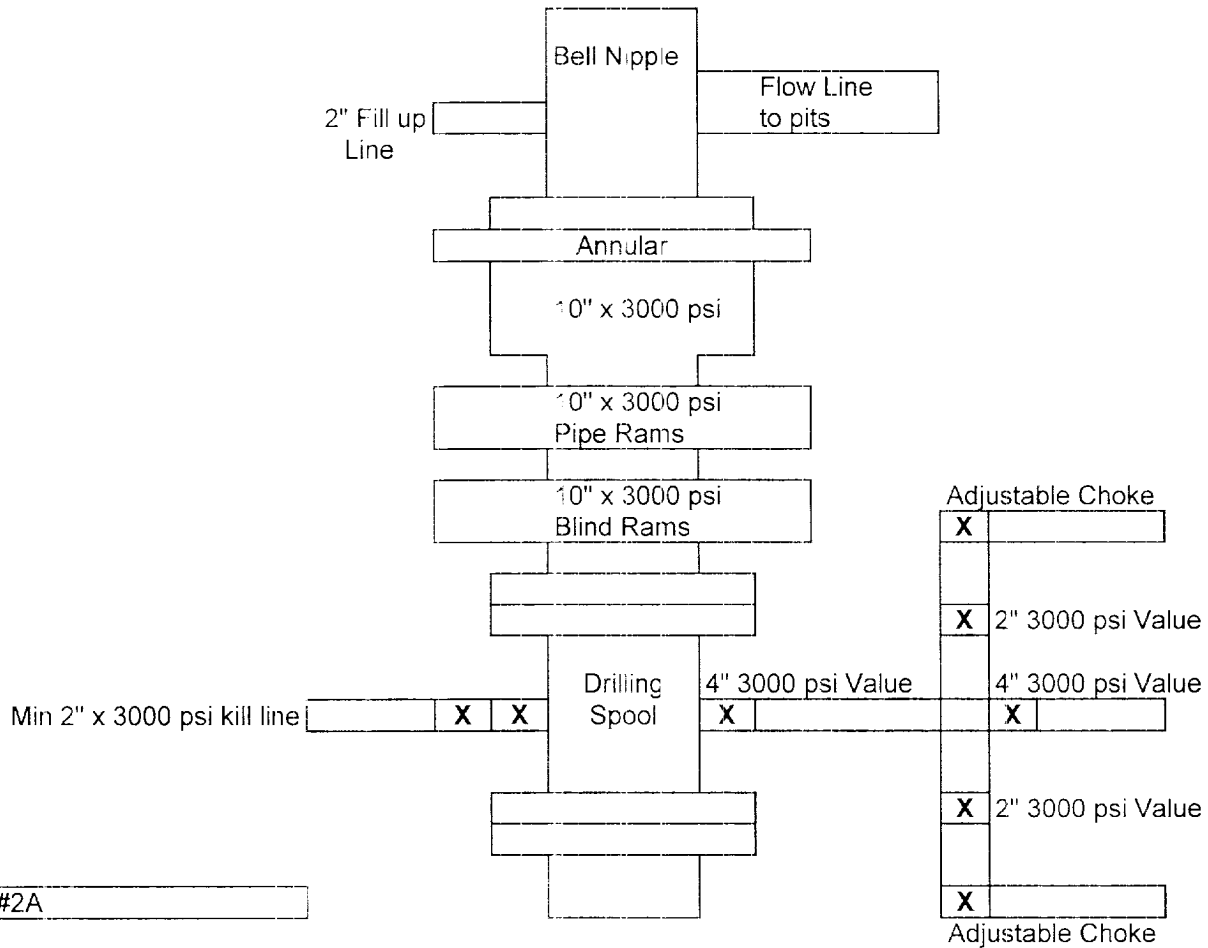 Bell Nipple
Flow Line
to pits
2" Fill up
Line
Annular
10" x 3000 psi
10" x 3000 psi
Pipe Rams
10" x 3000 psi
Blind Rams
Adjustable Choke
X
X 2" 3000 psi Value
Drilling
Spool
4" 3000 psi Value
4" 3000 psi Value
Min 2" x 3000 psi kill line
X X
X
X
X 2" 3000 psi Value
#2A
X
Adjustable Choke